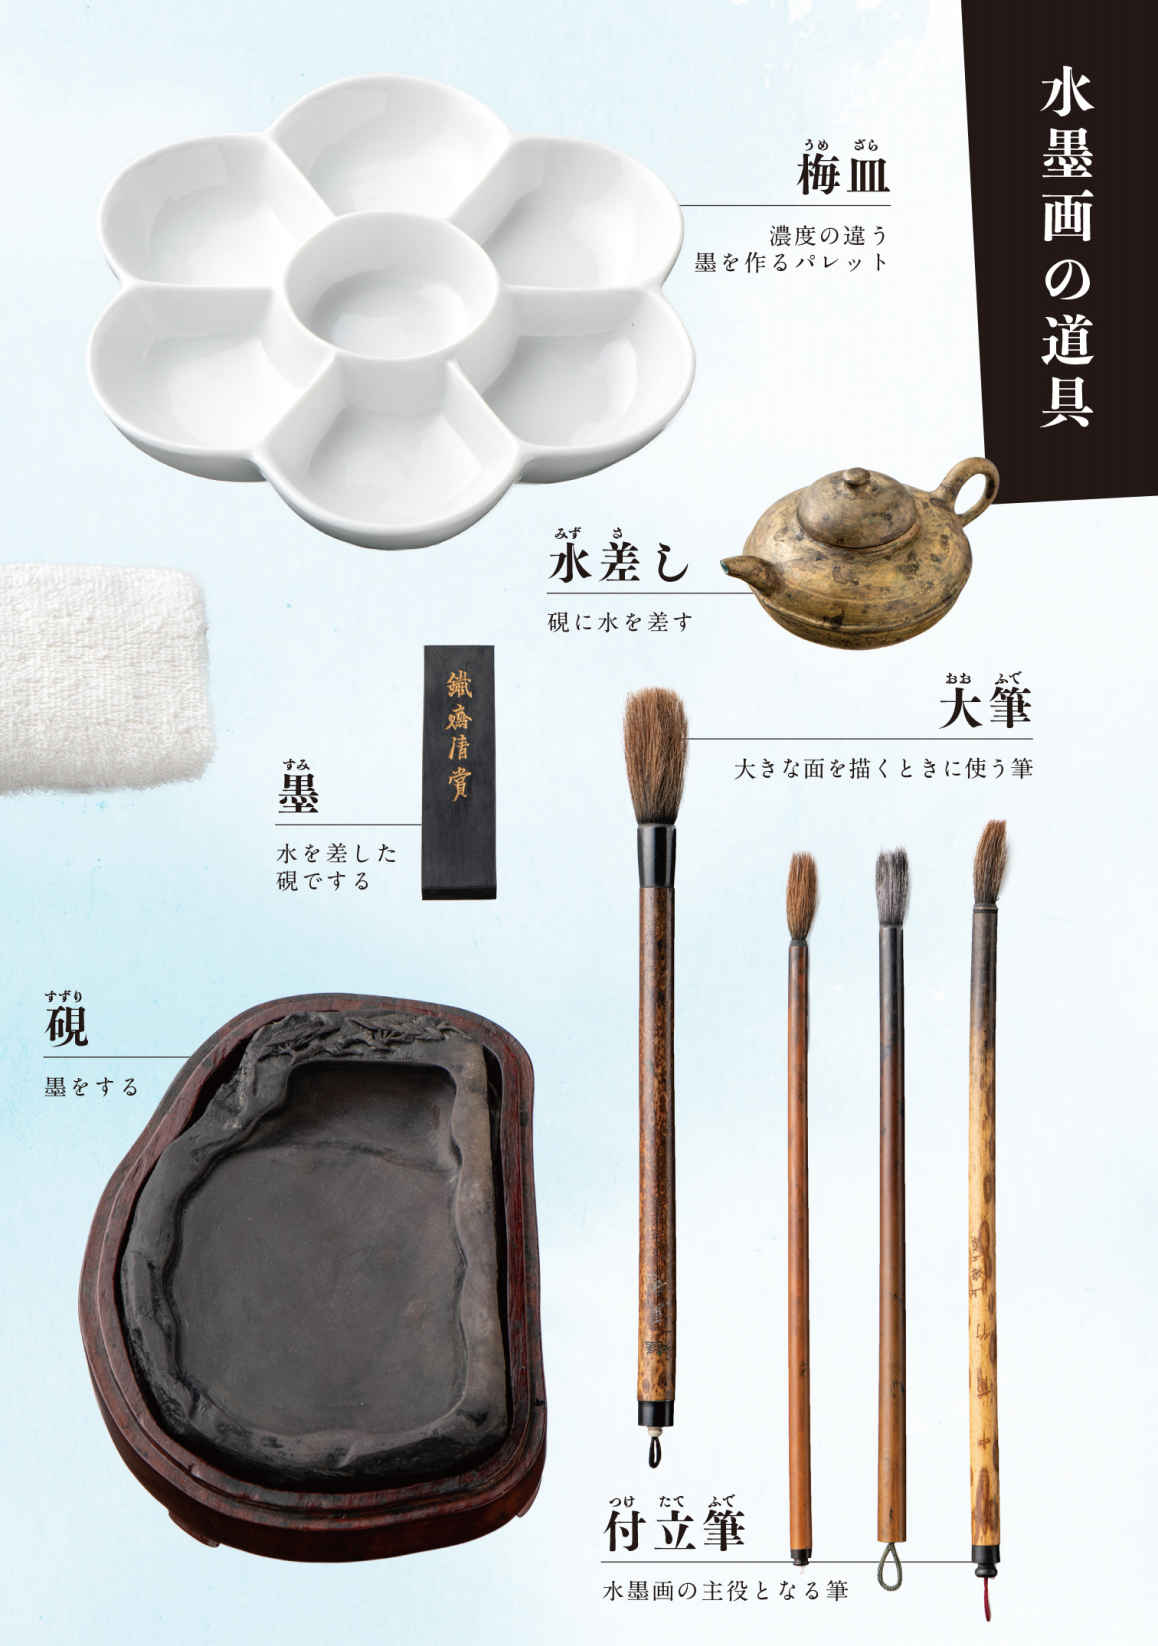 水墨画の道具
うめ ざら
梅皿
濃度の違う
墨を作るパレット
みず さ
水差し
硯に水を差す
おお ふで
大筆
大きな面を描くときに使う筆
鐵齋清賞
すみ
墨
水を差した
硯でする
すずり
硯
墨をする
つけ たて ふで
付立筆
水墨画の主役となる筆